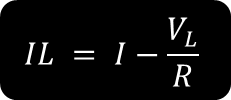 IL = I − V_L/R